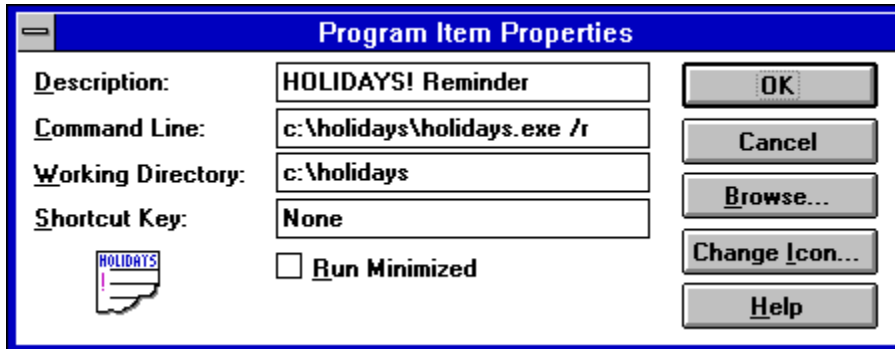 Program Item Properties
Description: HOLIDAYS! Reminder
OK
Command Line: c:\holidays\holidays.exe /r
Cancel
Working Directory: c:\holidays
Browse...
Shortcut Key: None
HOLIDAYS
!
Run Minimized
Change Icon...
Help